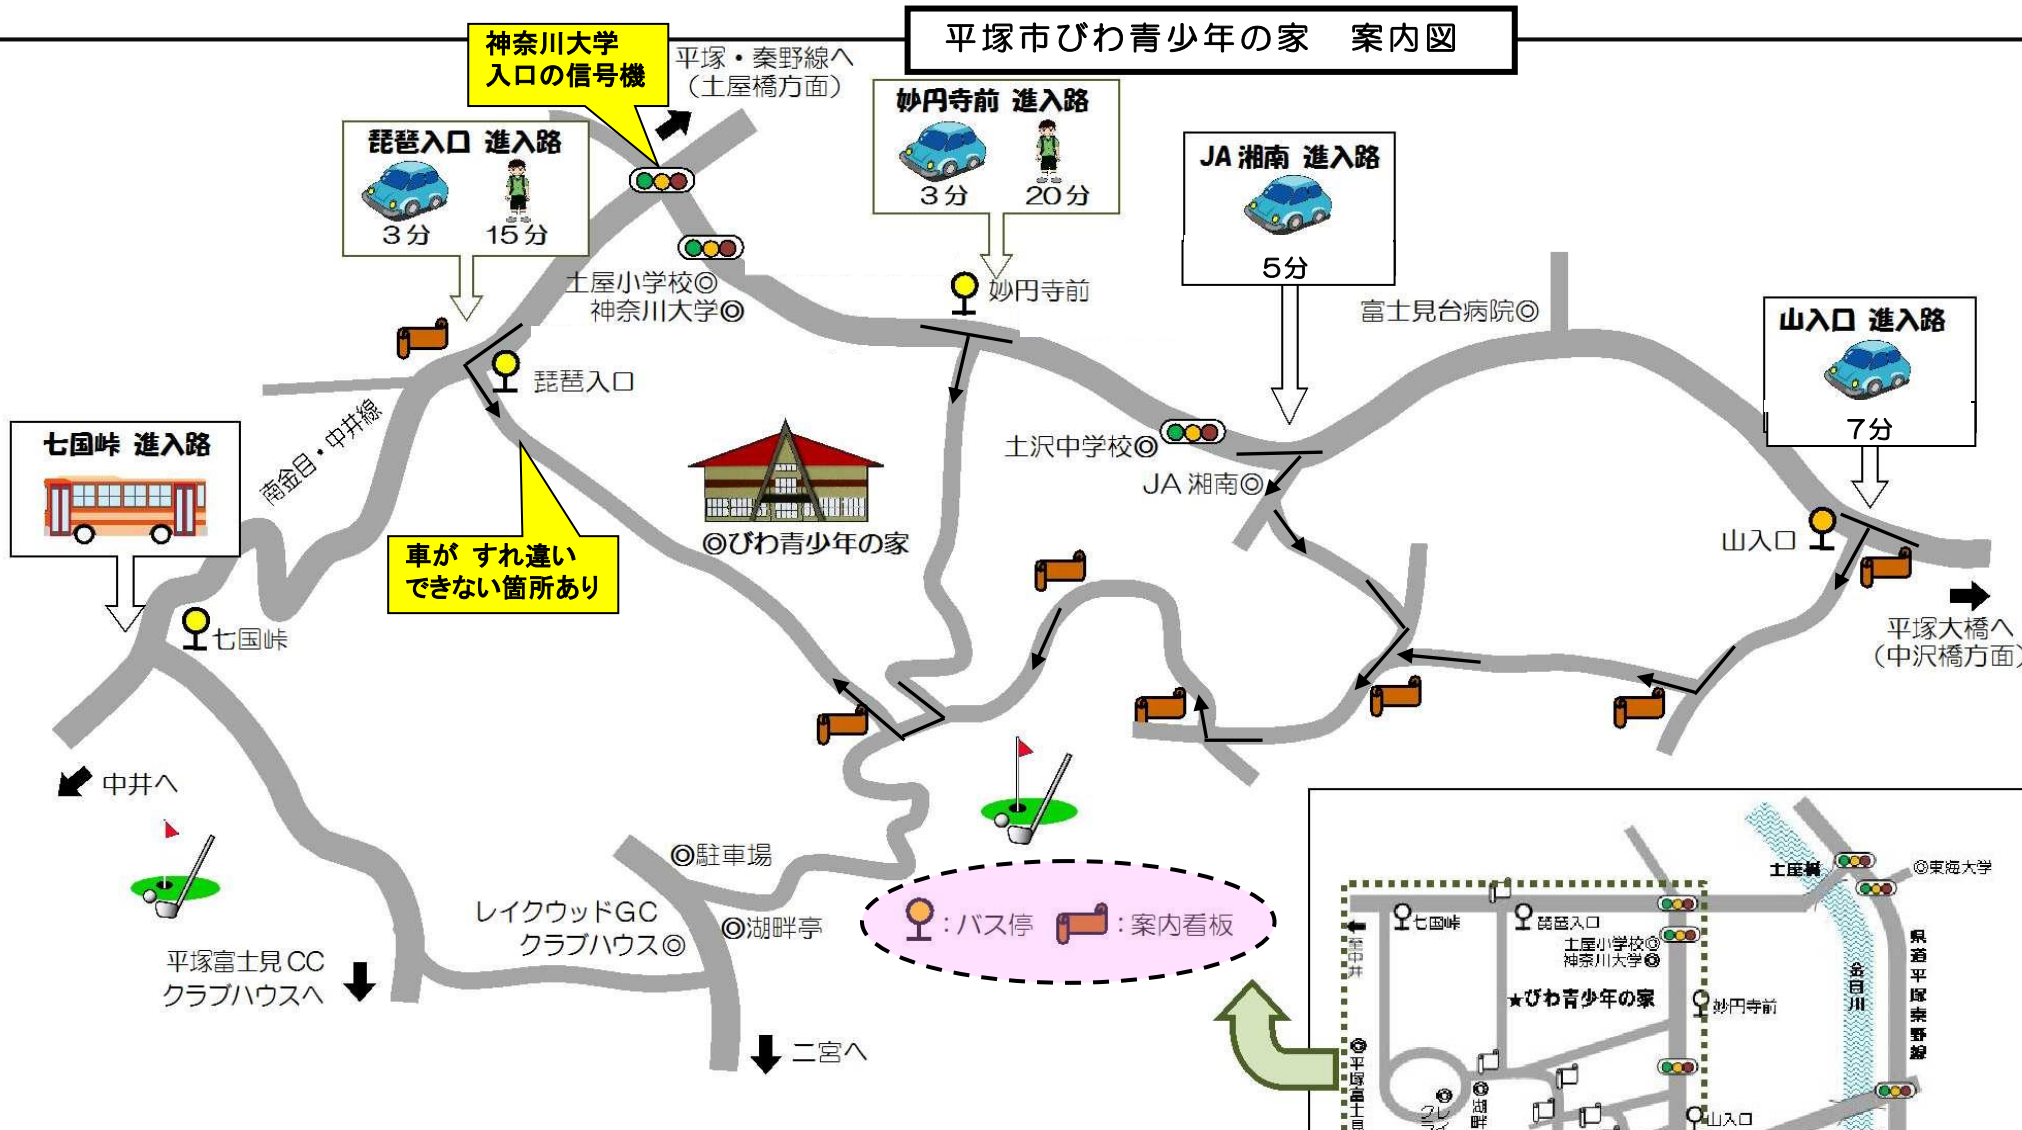 平塚市びわ青少年の家　案内図
神奈川大学
入口の信号機
平塚・秦野線へ
（土屋橋方面）
琵琶入口 進入路
3分 15分
妙円寺前 進入路
3分 20分
JA 湘南 進入路
5分
山入口 進入路
7分
七国峠 進入路
土屋小学校◎
神奈川大学◎
妙円寺前
富士見台病院◎
琵琶入口
南金目・中井線
土沢中学校◎
JA 湘南◎
◎びわ青少年の家
車が すれ違い
できない箇所あり
山入口
平塚大橋へ
（中沢橋方面）
七国峠
中井へ
◎駐車場
レイクウッドGC
クラブハウス◎
◎湖畔亭
：バス停 ：案内看板
平塚富士見 CC
クラブハウスへ
二宮へ
土屋橋
◎東海大学
七国峠
琵琶入口
土屋小学校◎
神奈川大学◎
至中井
★びわ青少年の家
妙円寺前
金目川
県道平塚秦野線
◎平塚富士見
◎湖畔
山入口